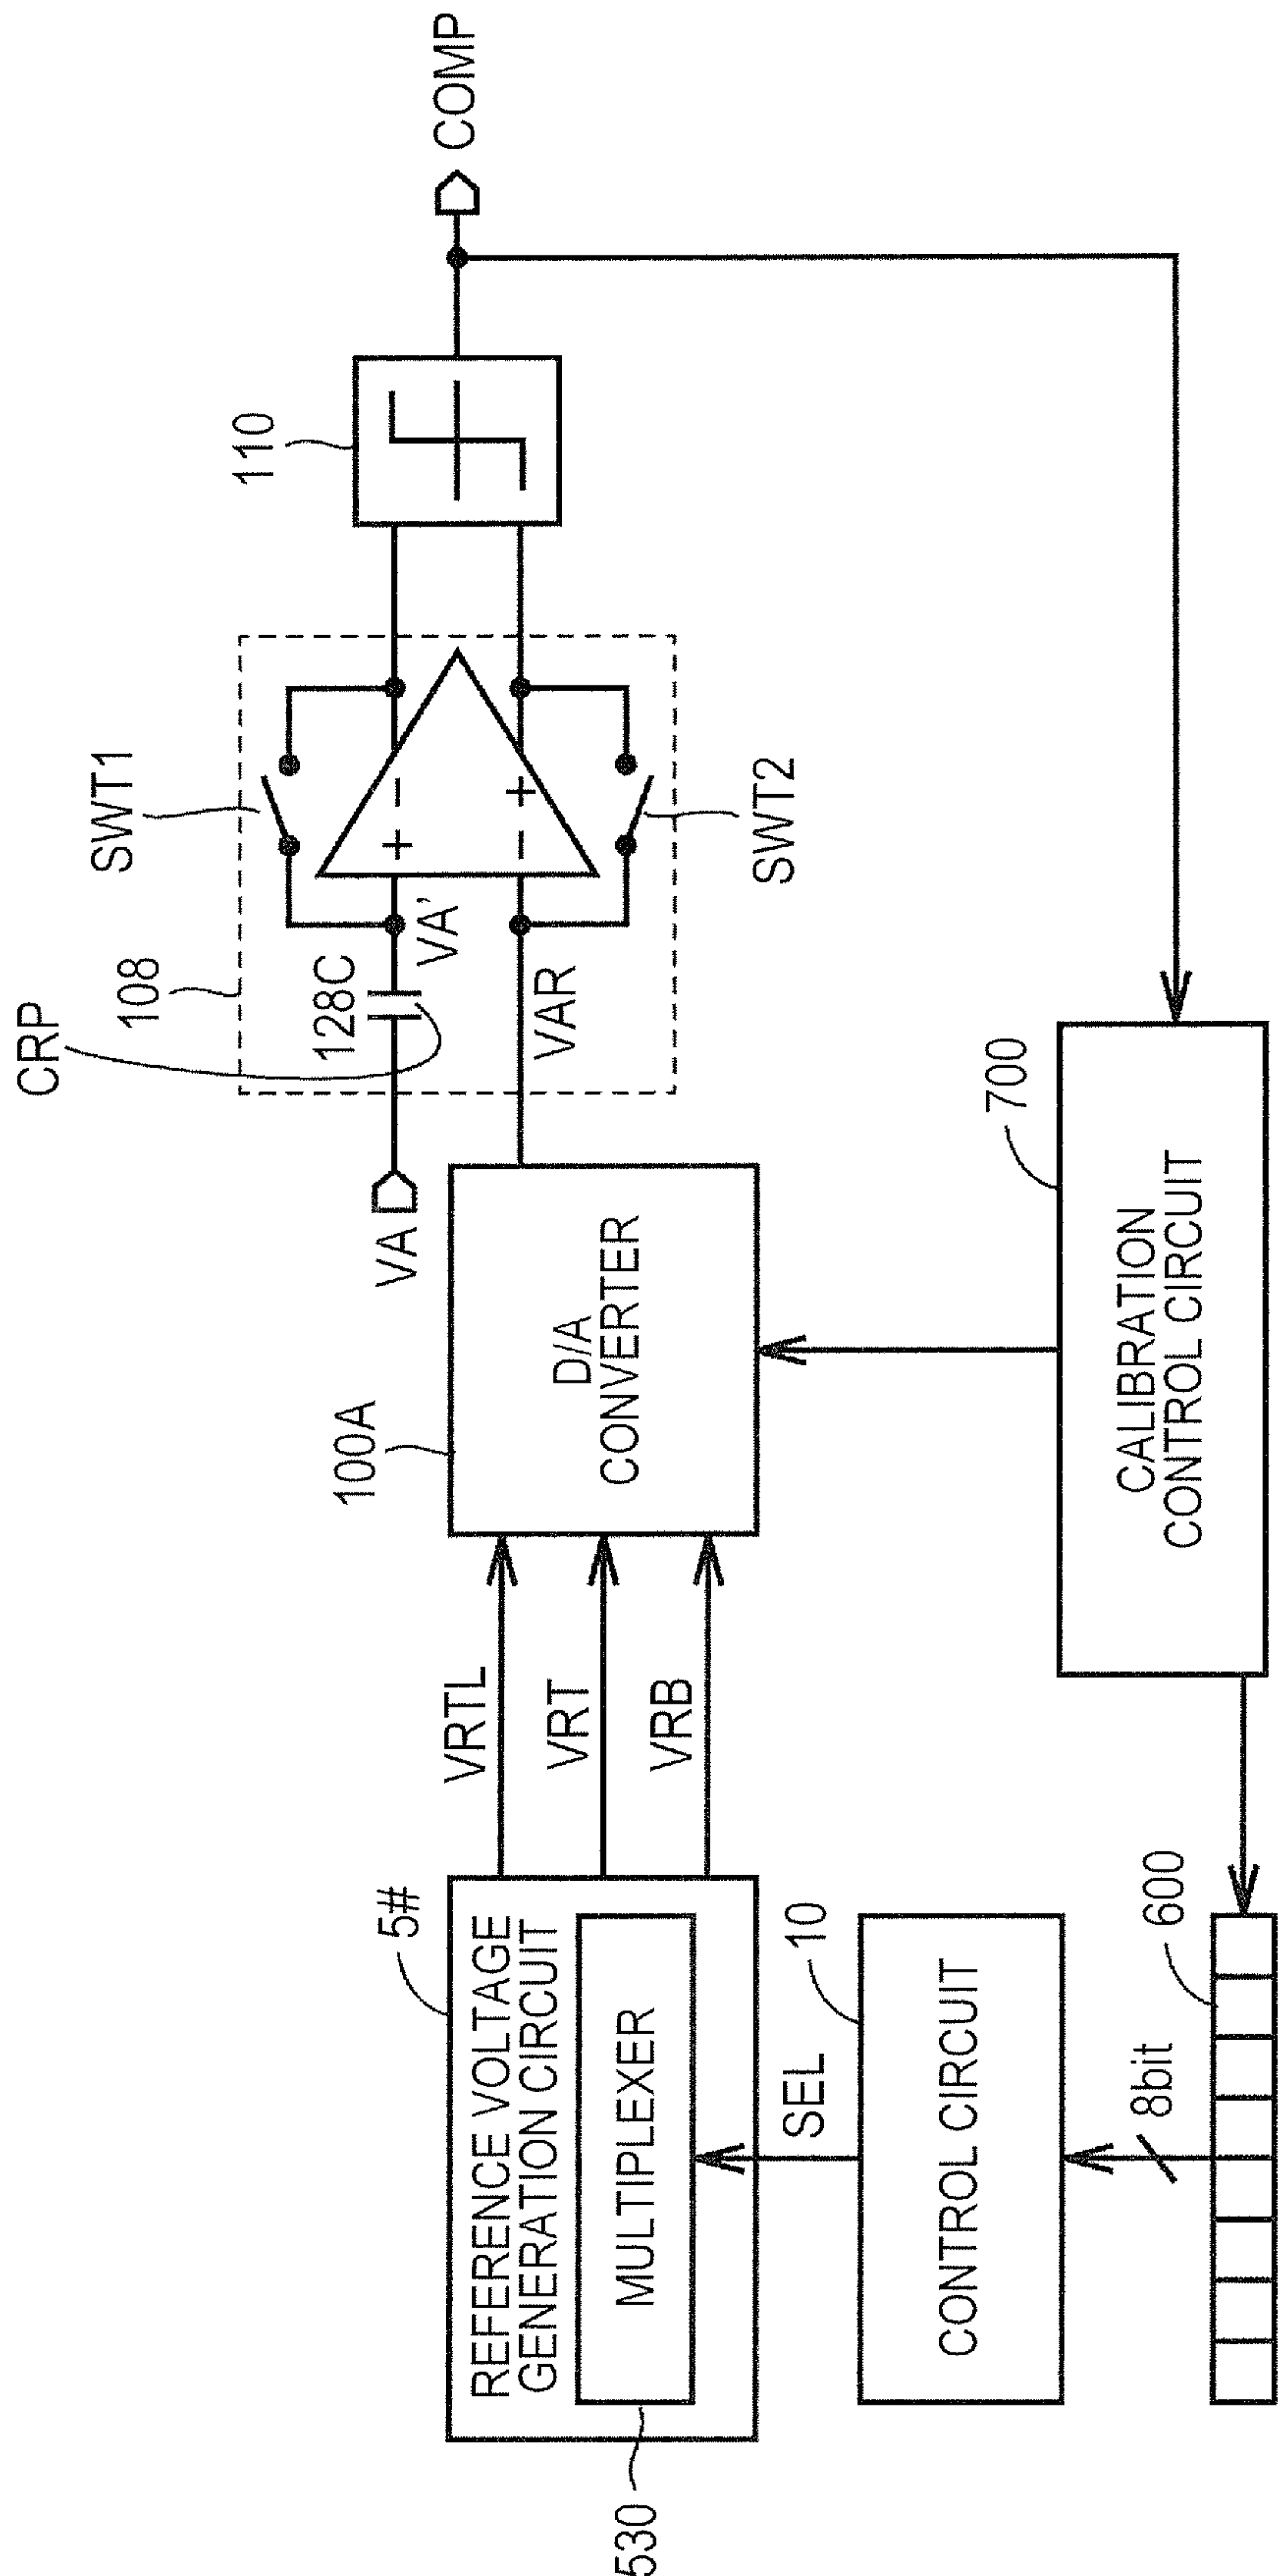 5#
REFERENCE VOLTAGE
GENERATION CIRCUIT
MULTIPLEXER
530
SEL
10
CONTROL CIRCUIT
8bit
600
VRTL
VRT
VRB
100A
D/A
CONVERTER
VA
CRP
108
128C
VA'
VAR
SWT1
+ −
− +
SWT2
110
COMP
700
CALIBRATION
CONTROL CIRCUIT